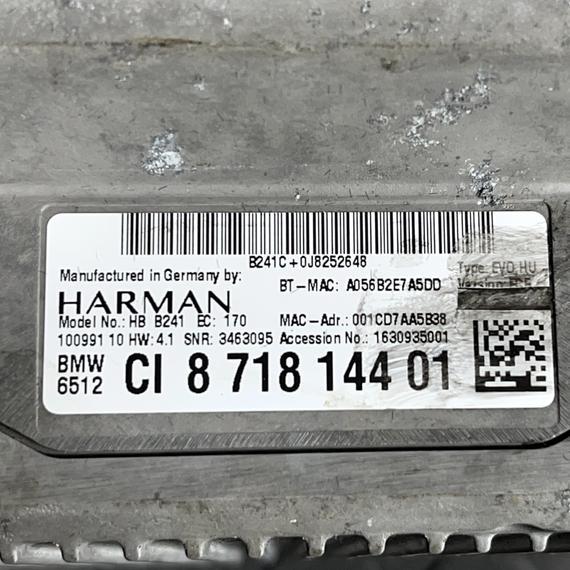 B241C+0J8252648
Manufactured in Germany by:
HARMAN
BT-MAC: A056B2E7A5DD
Type: EVO HU
Model No.: HB B241 EC: 170
MAC-Adr.: 001CD7AA5B38
100991 10 HW: 4.1 SNR: 3463095 Accession No.: 1630935001
BMW
6512
CI 8 718 144 01